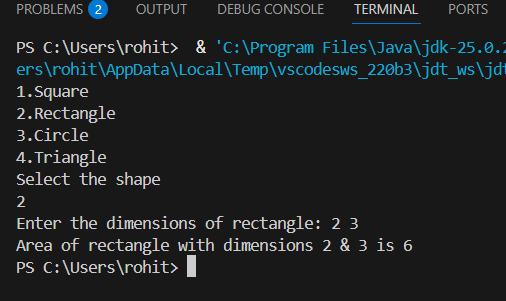 PROBLEMS 2 OUTPUT DEBUG CONSOLE TERMINAL PORTS
PS C:\Users\rohit>  & 'C:\Program Files\Java\jdk-25.0.2
ers\rohit\AppData\Local\Temp\vscodesws_220b3\jdt_ws\jdt
1.Square
2.Rectangle
3.Circle
4.Triangle
Select the shape
2
Enter the dimensions of rectangle: 2 3
Area of rectangle with dimensions 2 & 3 is 6
PS C:\Users\rohit>